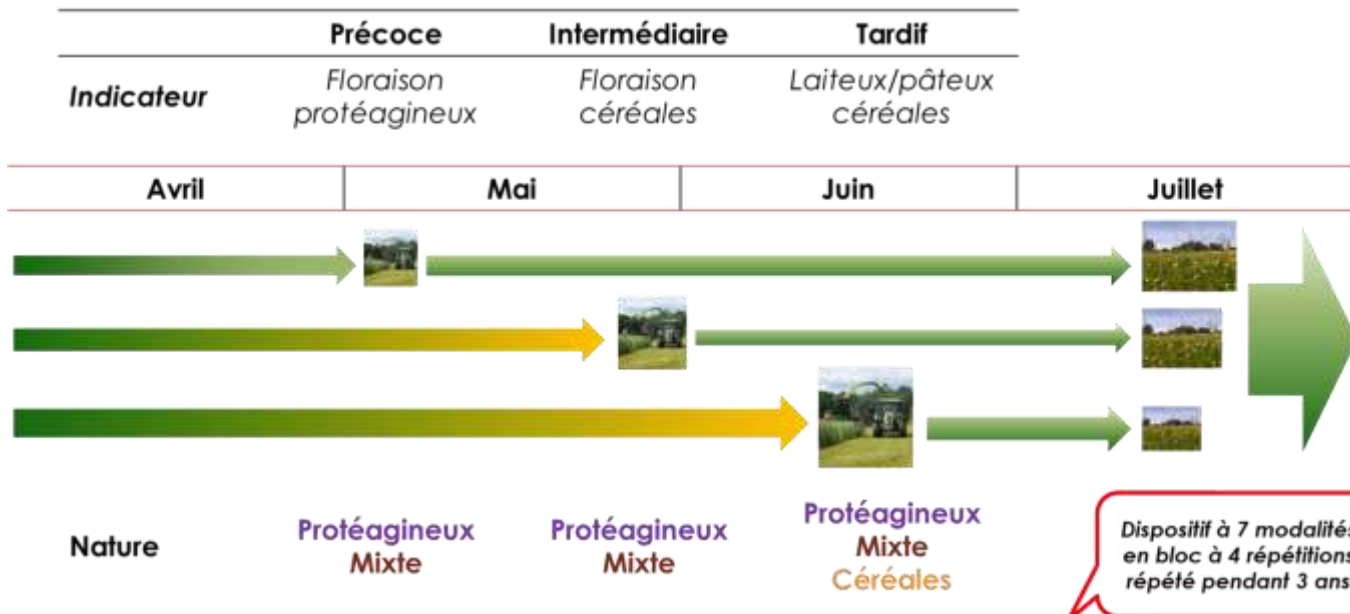 Précoce Intermédiaire Tardif
Indicateur Floraison protéagineux Floraison céréales Laiteux/pâteux céréales
Avril Mai Juin Juillet
Nature
Protéagineux
Mixte
Protéagineux
Mixte
Protéagineux
Mixte
Céréales
Dispositif à 7 modalités
en bloc à 4 répétitions
répété pendant 3 ans